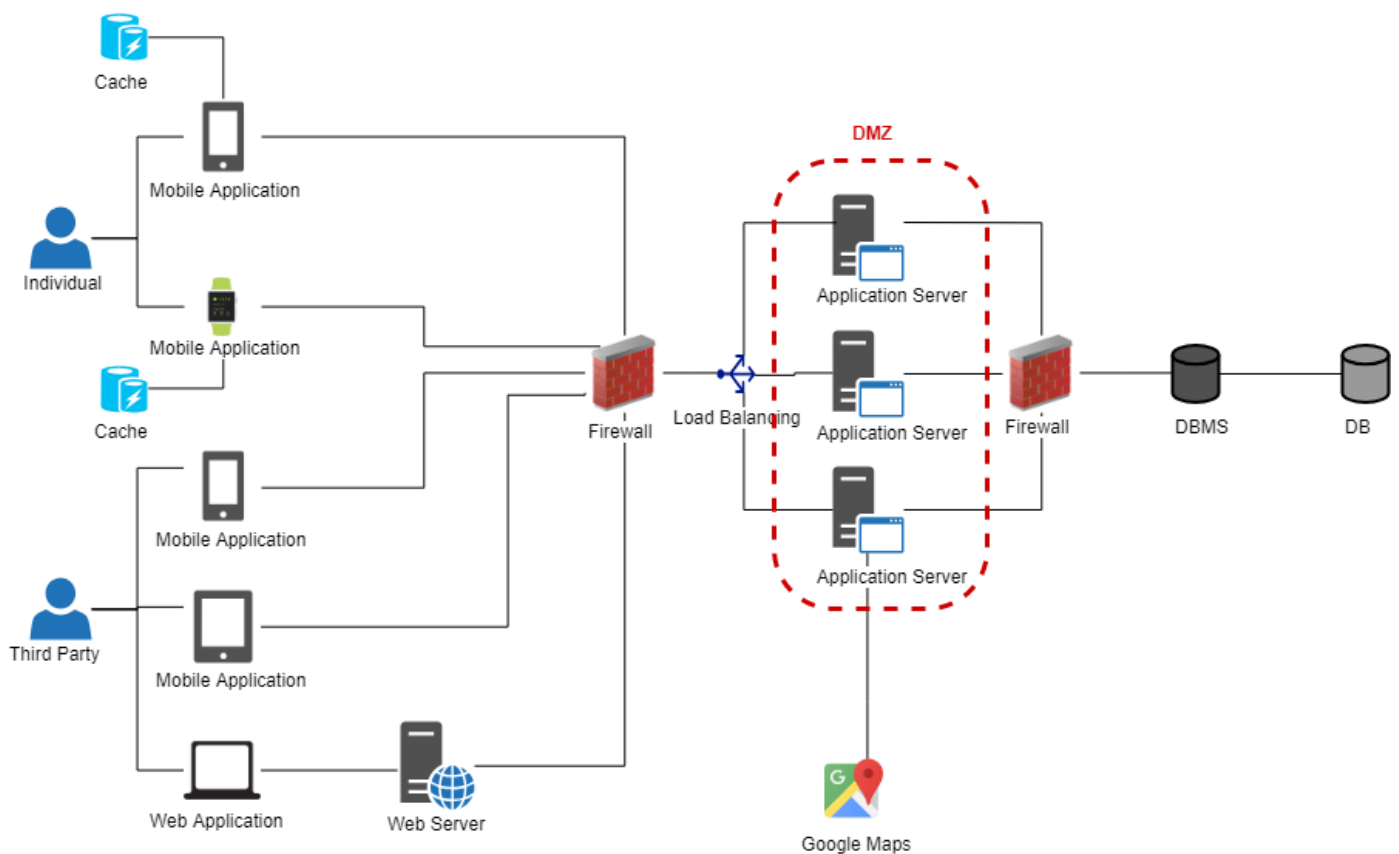 Cache
Mobile Application
Individual
Mobile Application
Cache
Mobile Application
Third Party
Mobile Application
Web Application
Web Server
Firewall
Load Balancing
DMZ
Application Server
Application Server
Application Server
G
Google Maps
Firewall
DBMS
DB